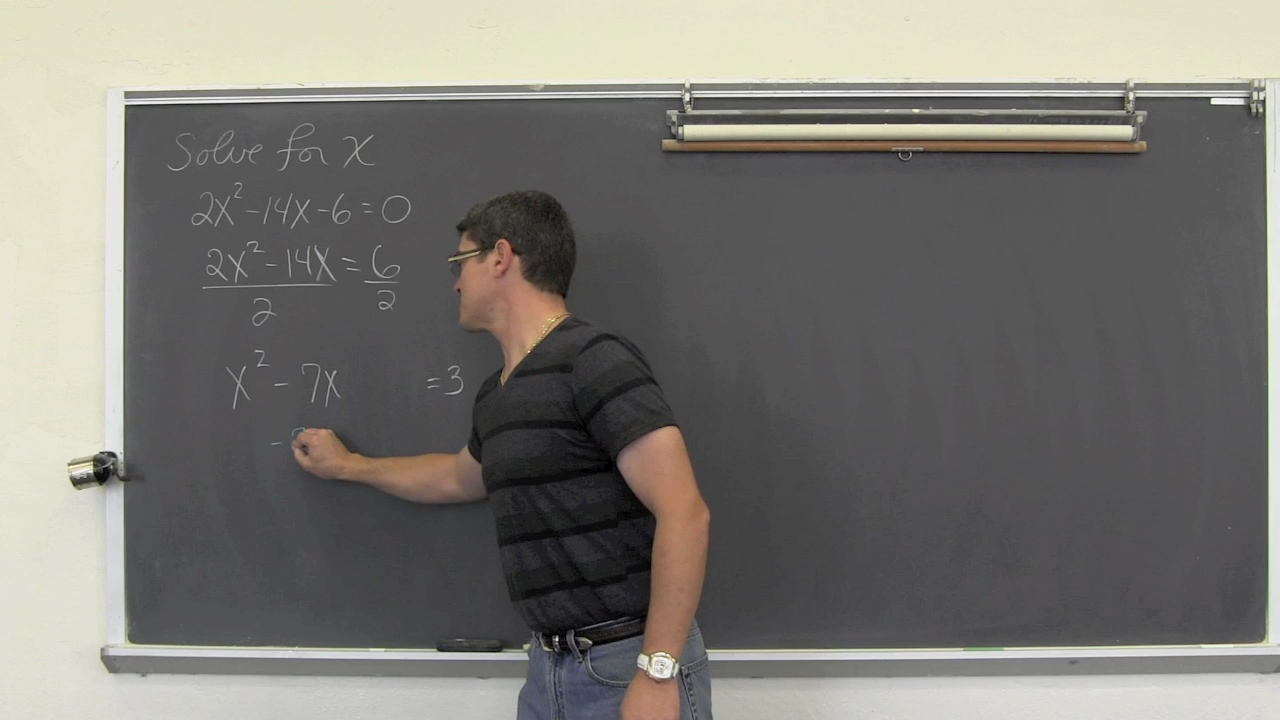 Solve for x
2x² - 14x - 6 = 0
2x² - 14x = 6
2 2
x² - 7x = 3
-